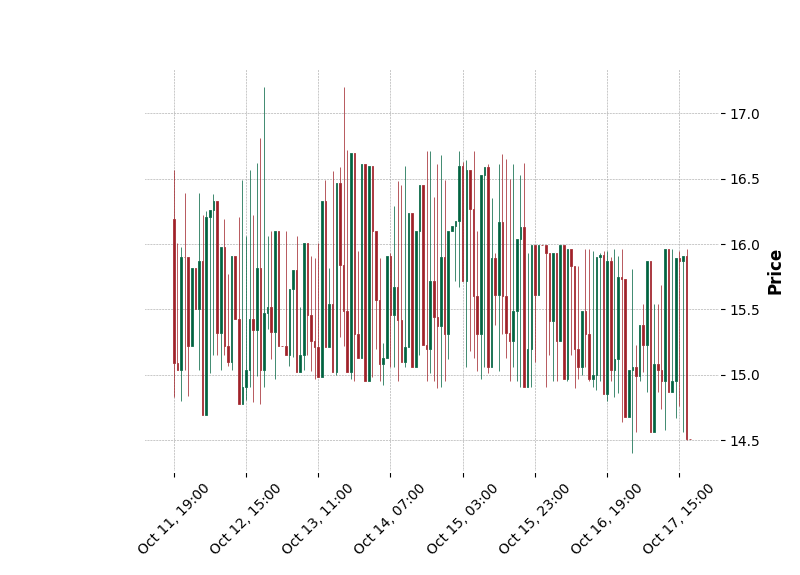 17.0
16.5
16.0
15.5
15.0
14.5
Price
Oct 11, 19:00
Oct 12, 15:00
Oct 13, 11:00
Oct 14, 07:00
Oct 15, 03:00
Oct 15, 23:00
Oct 16, 19:00
Oct 17, 15:00